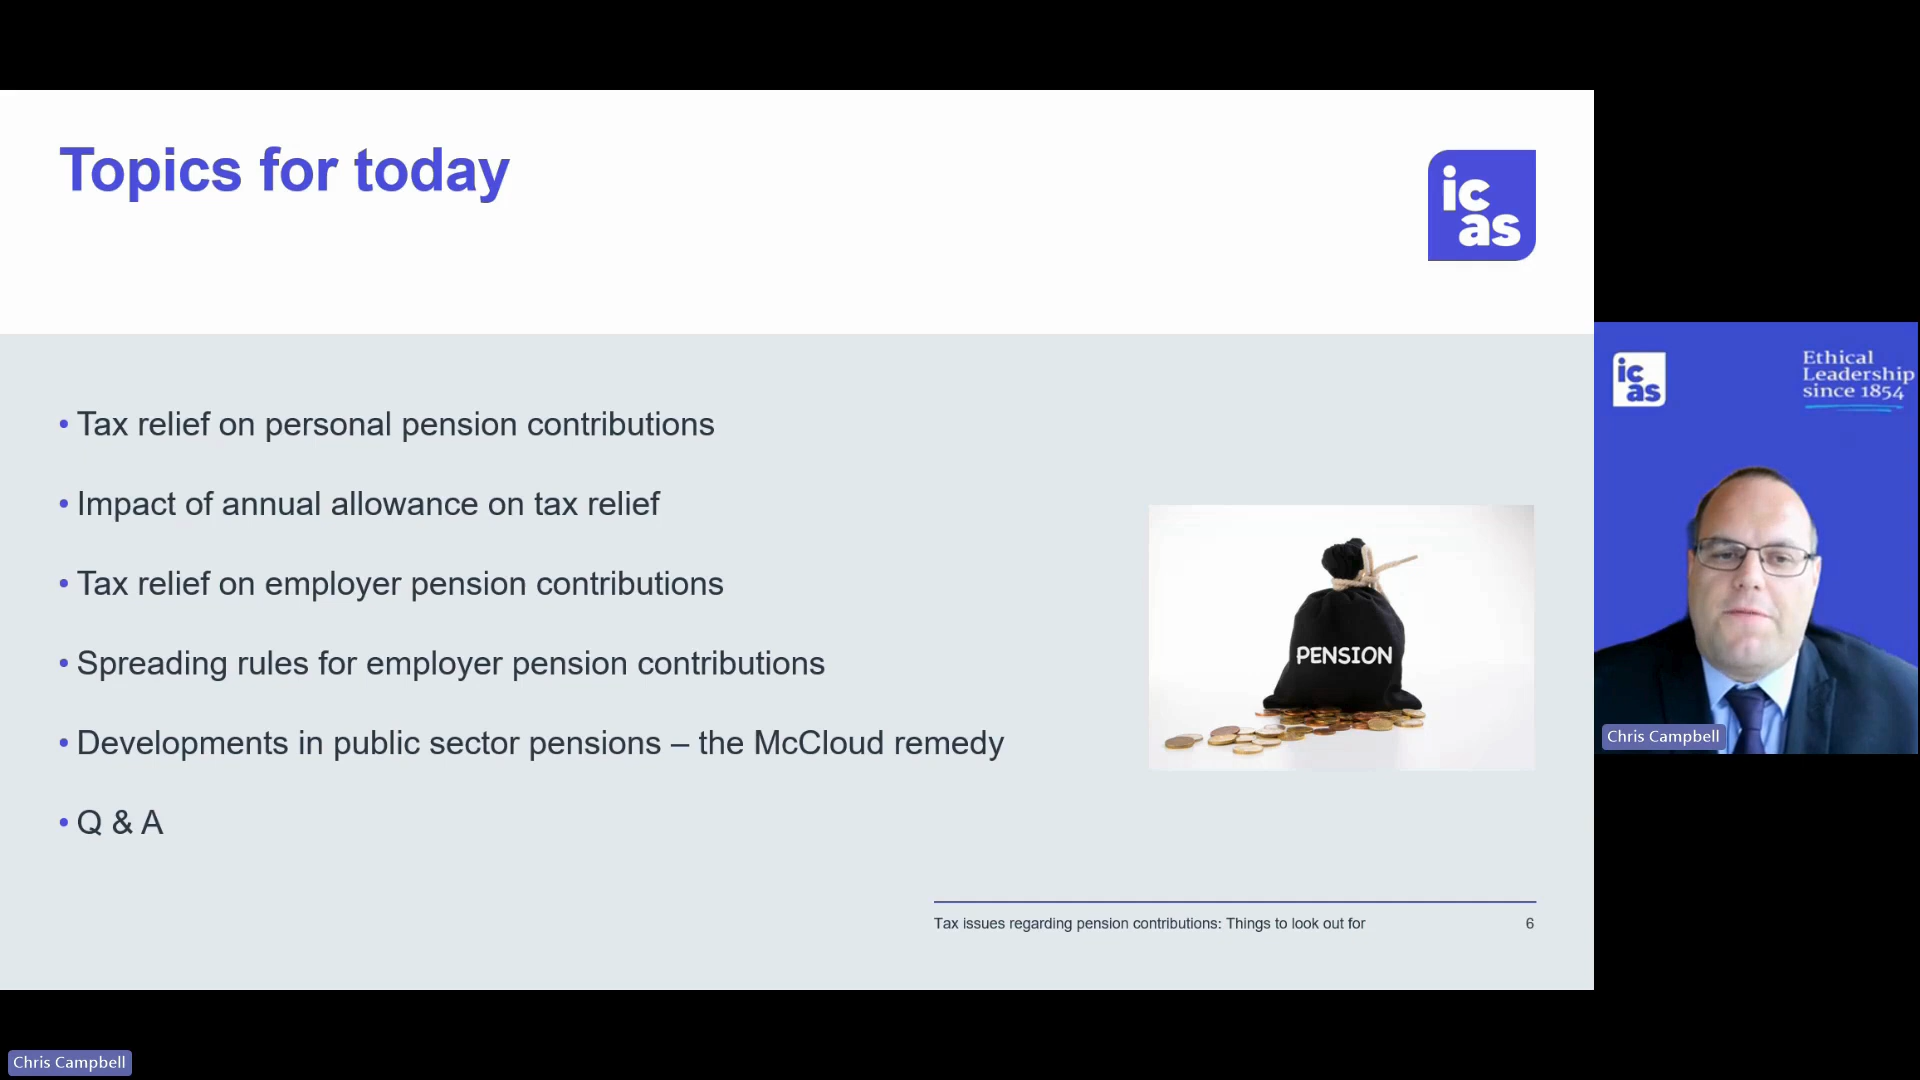 Topics for today
ic
as
• Tax relief on personal pension contributions
• Impact of annual allowance on tax relief
• Tax relief on employer pension contributions
• Spreading rules for employer pension contributions
• Developments in public sector pensions – the McCloud remedy
• Q & A
PENSION
Tax issues regarding pension contributions: Things to look out for 6
ic
as
Ethical
Leadership
since 1854
Chris Campbell
Chris Campbell